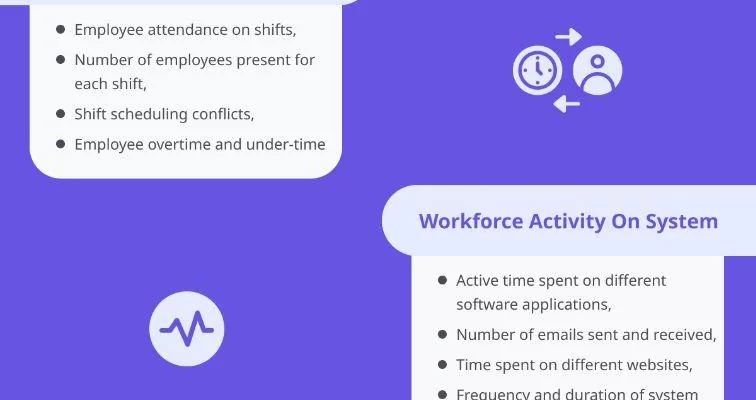 Employee attendance on shifts,
Number of employees present for
each shift,
Shift scheduling conflicts,
Employee overtime and under-time
Workforce Activity On System
Active time spent on different
software applications,
Number of emails sent and received,
Time spent on different websites,
Frequency and duration of system